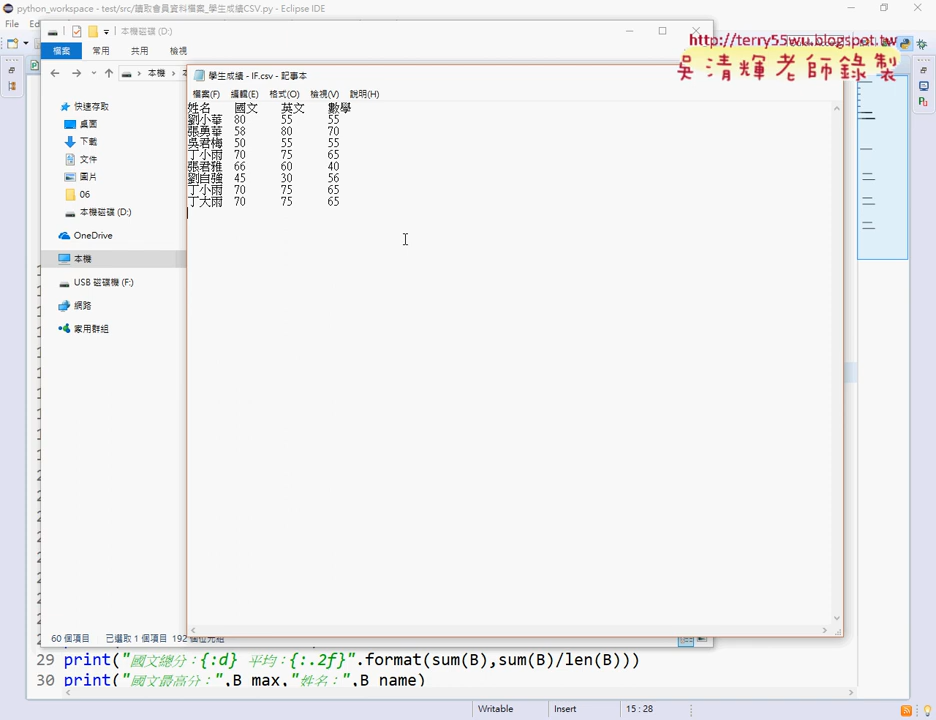 python_workspace - test/src/讀取會員資料檔案_學生成績CSV.py - Eclipse IDE
File
本機磁碟 (D:)
檔案 常用 共用 檢視
http://terry55wu.blogspot.tw
吳清輝老師錄製
本機
學生成績 - IF.csv - 記事本
檔案(F) 編輯(E) 格式(O) 檢視(V) 說明(H)
姓名 國文 英文 數學
劉小華 80 55 55
張勇華 58 80 70
吳君梅 50 55 55
丁小雨 70 75 65
張君雅 66 60 40
劉自強 45 30 56
丁小雨 70 75 65
丁大雨 70 75 65
快速存取
桌面
下載
文件
圖片
06
本機磁碟 (D:)
OneDrive
本機
USB 磁碟機 (F:)
網路
家用群組
60 個項目 已選取 1 個項目 192 個位元組
29 print("國文總分：{:d} 平均：{:.2f}".format(sum(B),sum(B)/len(B)))
30 print("國文最高分：",B_max,"姓名：",B_name)
Writable Insert 15 : 28